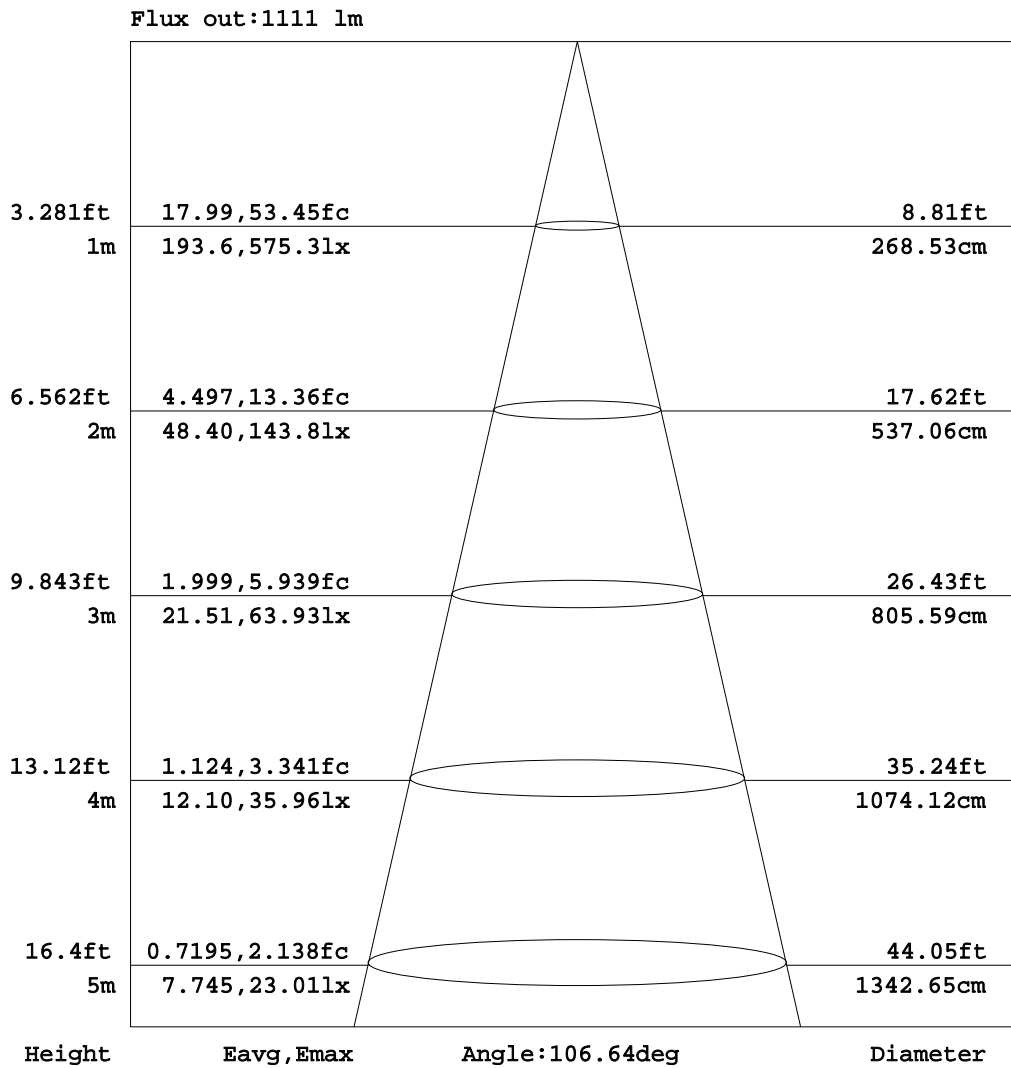 Flux out:1111 lm
3.281ft 17.99,53.45fc 8.81ft
1m 193.6,575.3lx 268.53cm
6.562ft 4.497,13.36fc 17.62ft
2m 48.40,143.8lx 537.06cm
9.843ft 1.999,5.939fc 26.43ft
3m 21.51,63.93lx 805.59cm
13.12ft 1.124,3.341fc 35.24ft
4m 12.10,35.96lx 1074.12cm
16.4ft 0.7195,2.138fc 44.05ft
5m 7.745,23.01lx 1342.65cm
Height Eavg,Emax Angle:106.64deg Diameter